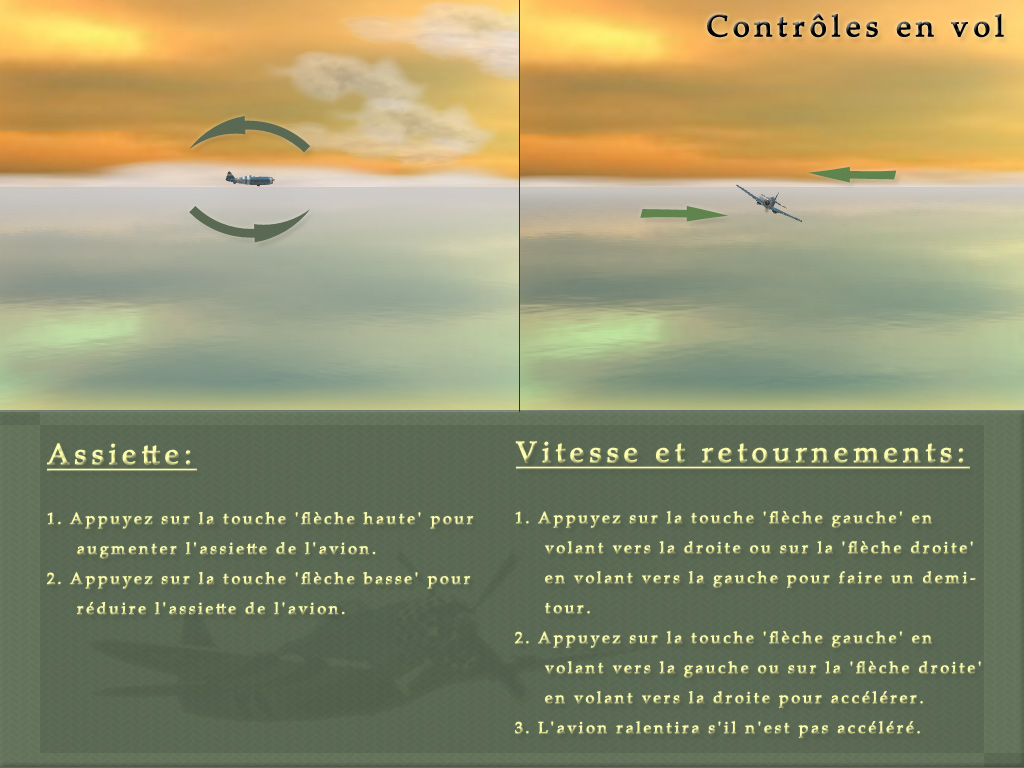 Contrôles en vol
Assiette:
1. Appuyez sur la touche 'flèche haute' pour
augmenter l'assiette de l'avion.
2. Appuyez sur la touche 'flèche basse' pour
réduire l'assiette de l'avion.
Vitesse et retournements:
1. Appuyez sur la touche 'flèche gauche' en
volant vers la droite ou sur la 'flèche droite'
en volant vers la gauche pour faire un demi-
tour.
2. Appuyez sur la touche 'flèche gauche' en
volant vers la gauche ou sur la 'flèche droite'
en volant vers la droite pour accélérer.
3. L'avion ralentira s'il n'est pas accéléré.